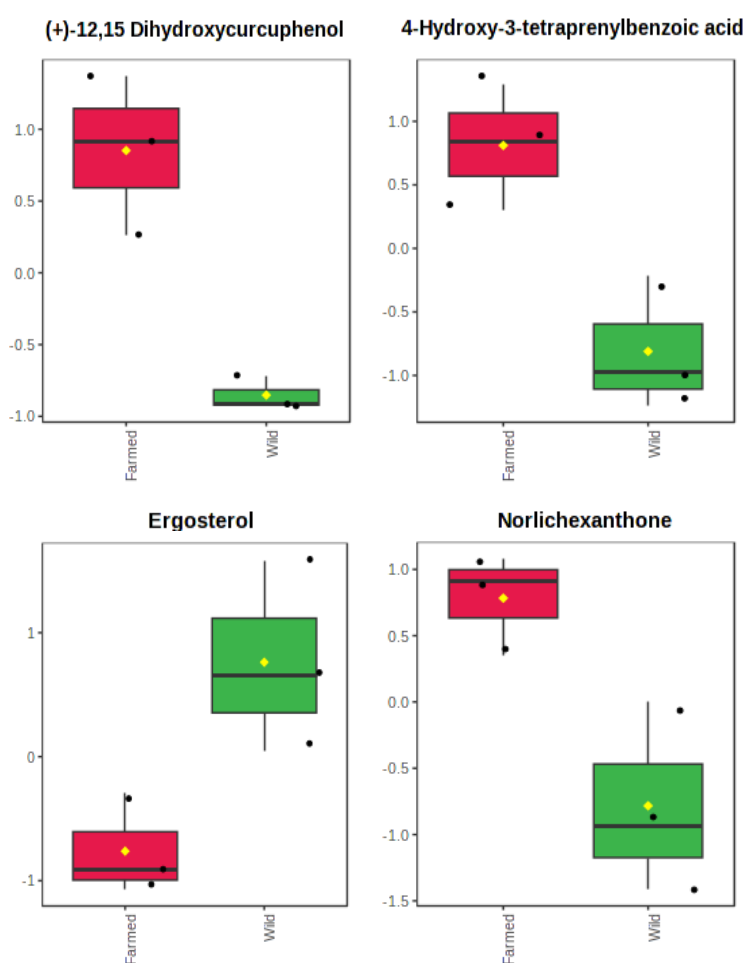 (+)-12,15 Dihydroxycurcuphenol
1.0
0.5
0.0
-0.5
-1.0
Farmed
Wild
4-Hydroxy-3-tetraprenylbenzoic acid
1.0
0.5
0.0
-0.5
-1.0
Farmed
Wild
Ergosterol
1
0
-1
Farmed
Wild
Norlichexanthone
1.0
0.5
0.0
-0.5
-1.0
-1.5
Farmed
Wild